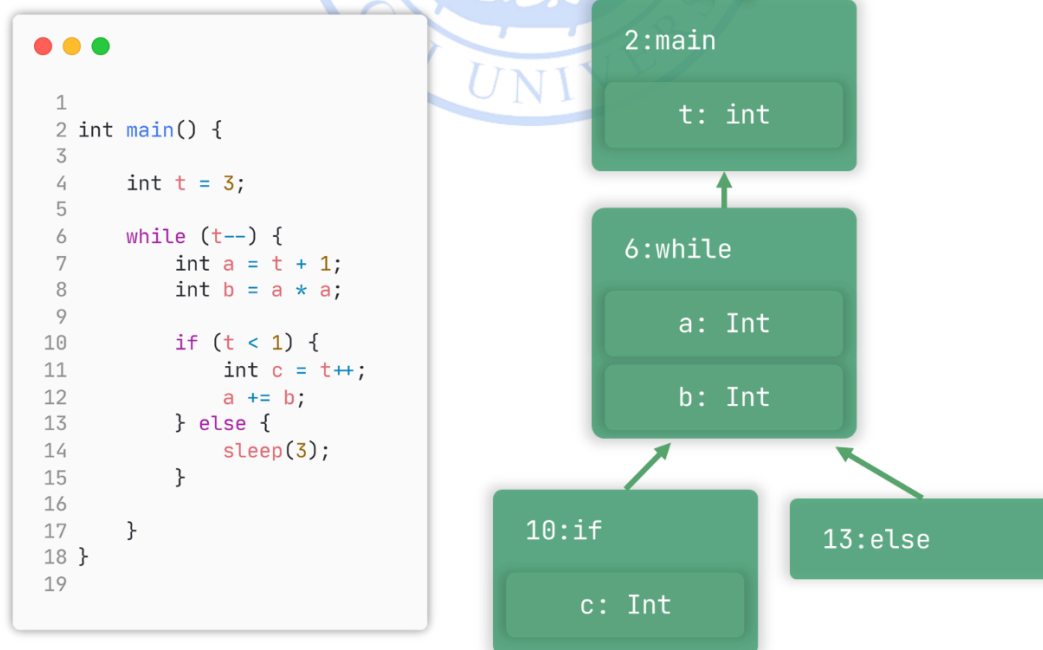 1
2 int main() {
3
4     int t = 3;
5
6     while (t--) {
7         int a = t + 1;
8         int b = a * a;
9
10         if (t < 1) {
11             int c = t++;
12             a += b;
13         } else {
14             sleep(3);
15         }
16
17     }
18 }
19
2:main
t: int
6:while
a: Int
b: Int
10:if
c: Int
13:else